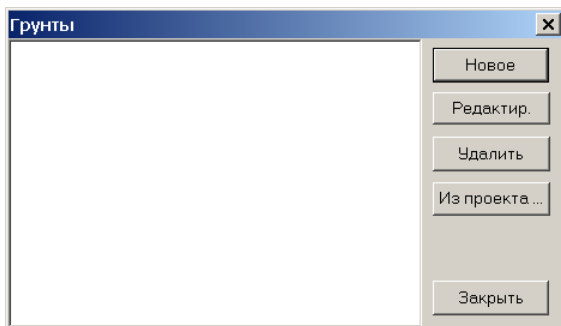 Грунты
Новое
Редактир.
Удалить
Из проекта ...
Закрыть